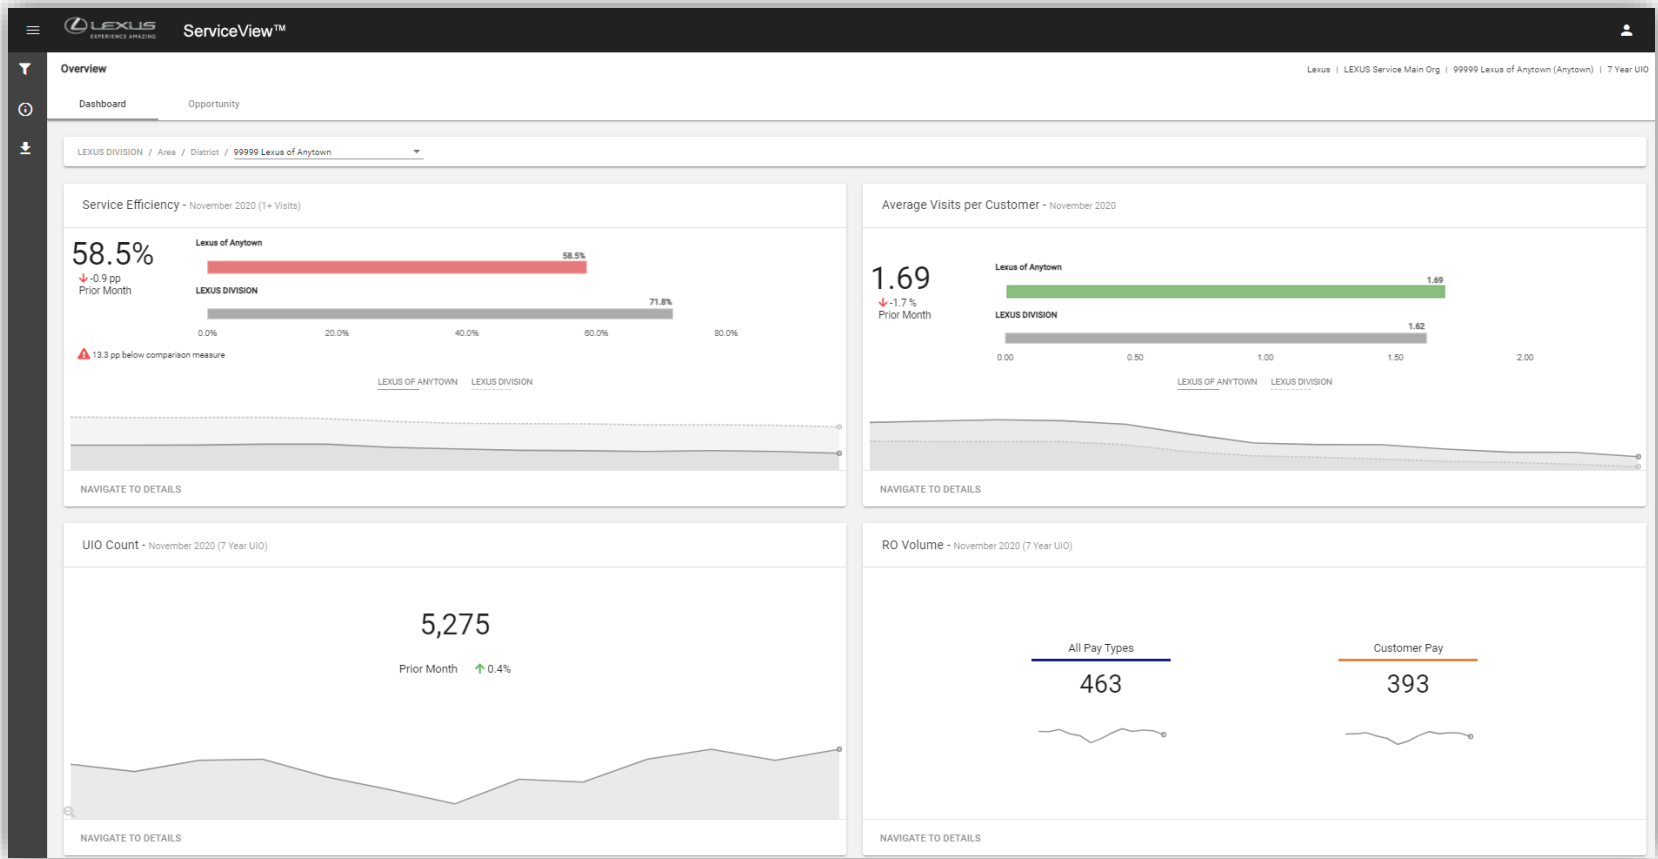 LEXUS
EXPERIENCE AMAZING
ServiceView™
Overview
Lexus | LEXUS Service Main Org | 99999 Lexus of Anytown (Anytown) | 7 Year UIO
Dashboard
Opportunity
LEXUS DIVISION / Area / District / 99999 Lexus of Anytown
Service Efficiency - November 2020 (1+ Visits)
58.5%
-0.9 pp
Prior Month
Lexus of Anytown
58.5%
LEXUS DIVISION
71.8%
0.0% 20.0% 40.0% 60.0% 80.0%
13.3 pp below comparison measure
LEXUS OF ANYTOWN LEXUS DIVISION
NAVIGATE TO DETAILS
Average Visits per Customer - November 2020
1.69
-1.7 %
Prior Month
Lexus of Anytown
1.69
LEXUS DIVISION
1.62
0.00 0.50 1.00 1.50 2.00
LEXUS OF ANYTOWN LEXUS DIVISION
NAVIGATE TO DETAILS
UIO Count - November 2020 (7 Year UIO)
5,275
Prior Month 0.4%
NAVIGATE TO DETAILS
RO Volume - November 2020 (7 Year UIO)
All Pay Types
463
Customer Pay
393
NAVIGATE TO DETAILS